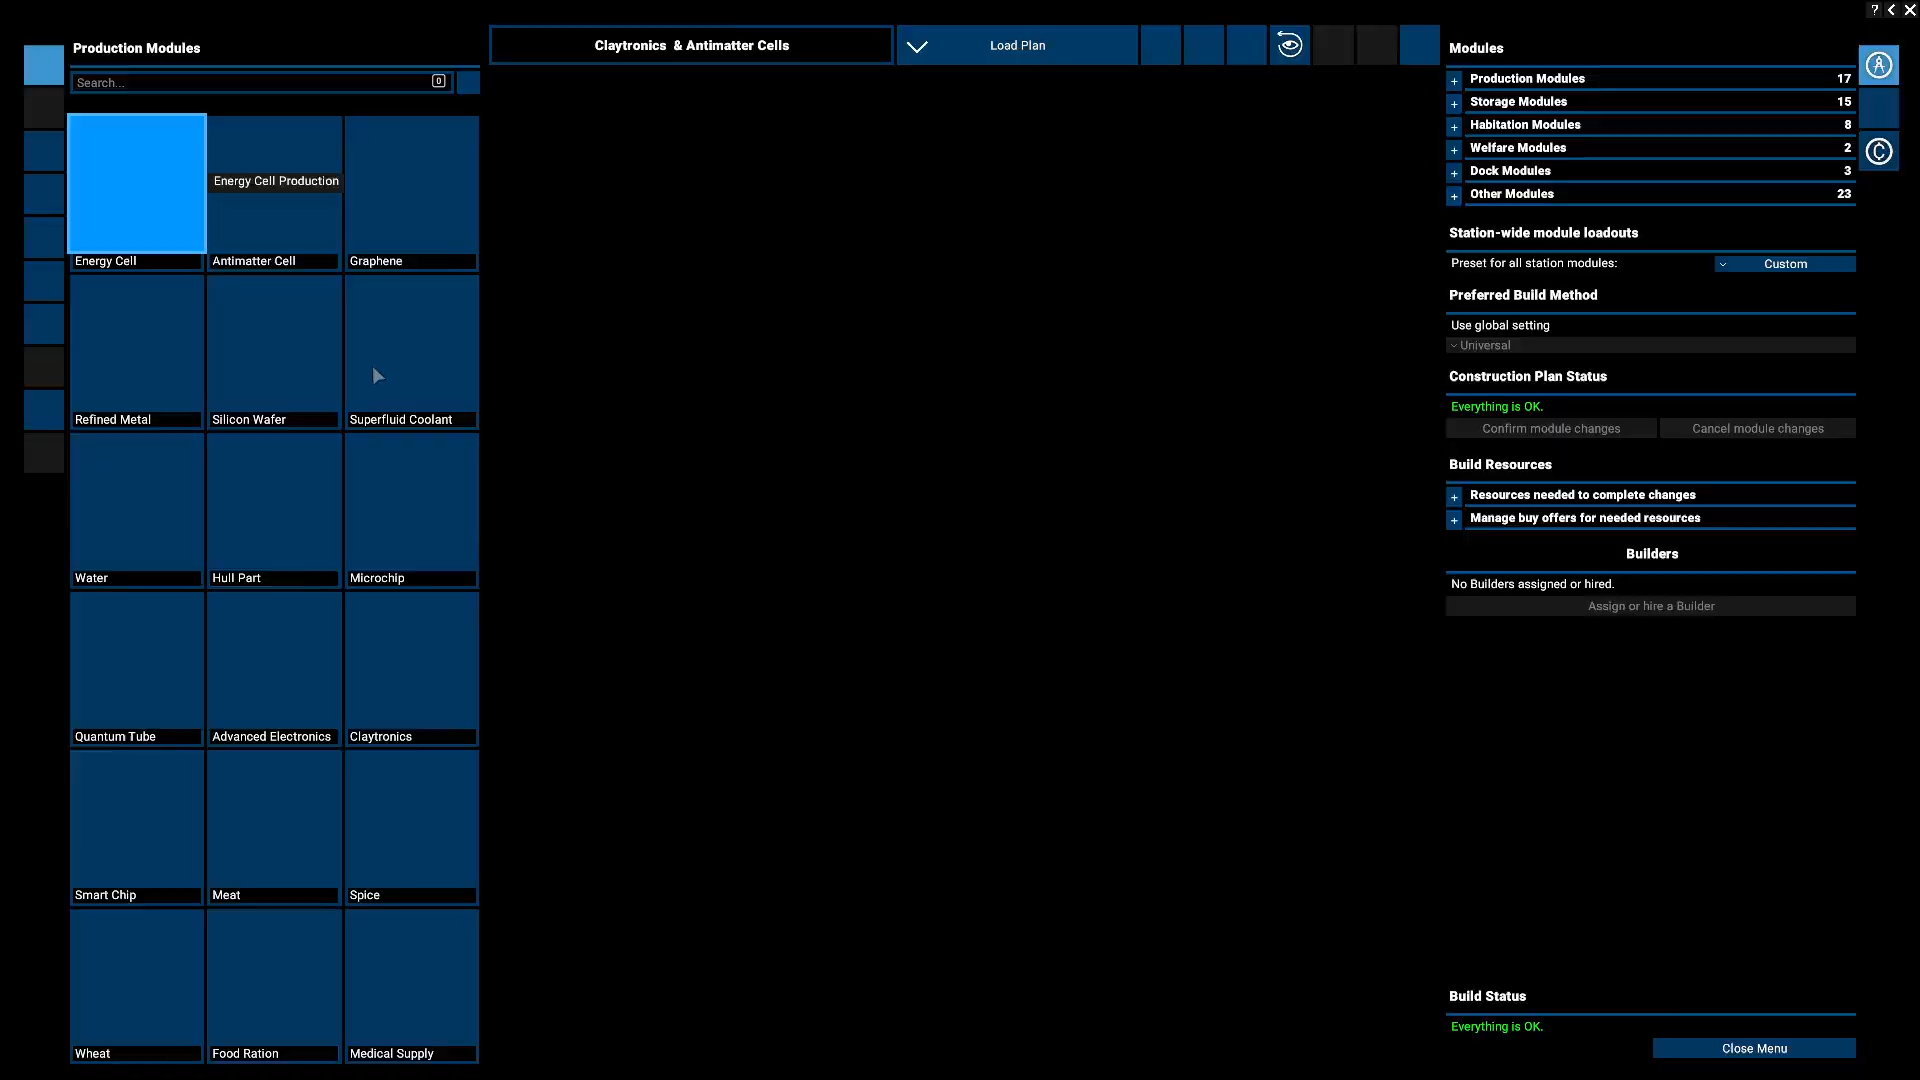 ?
Production Modules
Search...
0
Claytronics & Antimatter Cells
Load Plan
Energy Cell Production
Energy Cell
Antimatter Cell
Graphene
Refined Metal
Silicon Wafer
Superfluid Coolant
Water
Hull Part
Microchip
Quantum Tube
Advanced Electronics
Claytronics
Smart Chip
Meat
Spice
Wheat
Food Ration
Medical Supply
Modules
+ Production Modules 17
+ Storage Modules 15
+ Habitation Modules 8
+ Welfare Modules 2
+ Dock Modules 3
+ Other Modules 23
Station-wide module loadouts
Preset for all station modules: Custom
Preferred Build Method
Use global setting
Universal
Construction Plan Status
Everything is OK.
Confirm module changes Cancel module changes
Build Resources
+ Resources needed to complete changes
+ Manage buy offers for needed resources
Builders
No Builders assigned or hired.
Assign or hire a Builder
Build Status
Everything is OK.
Close Menu